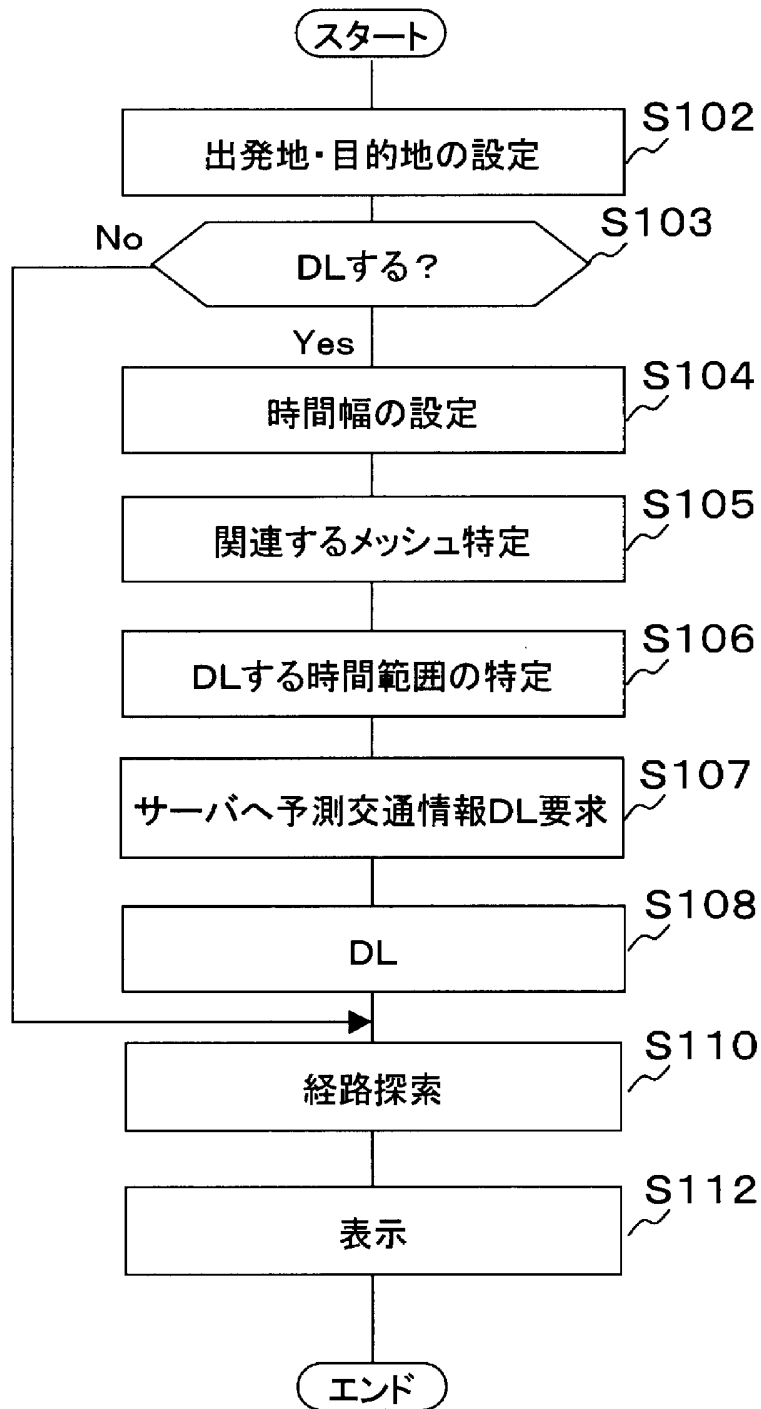 スタート
S102
出発地・目的地の設定
S103
No
DLする？
Yes
S104
時間幅の設定
S105
関連するメッシュ特定
S106
DLする時間範囲の特定
S107
サーバへ予測交通情報DL要求
S108
DL
S110
経路探索
S112
表示
エンド